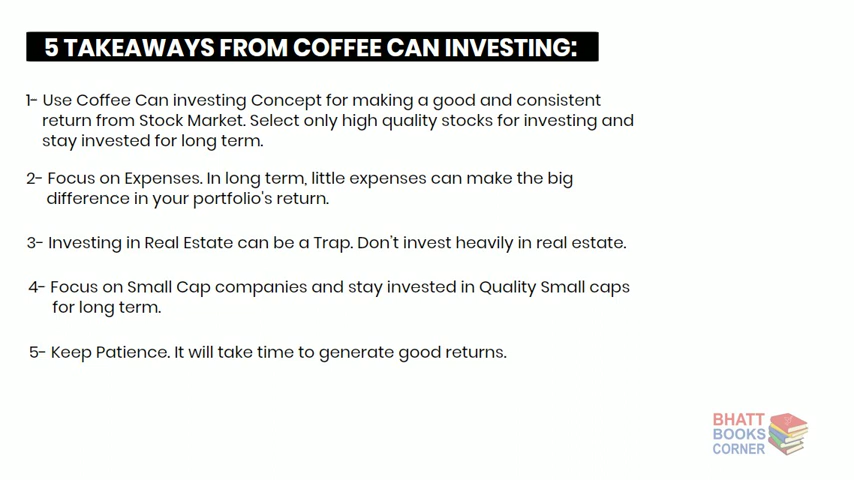 5 TAKEAWAYS FROM COFFEE CAN INVESTING:
1- Use Coffee Can investing Concept for making a good and consistent
return from Stock Market. Select only high quality stocks for investing and
stay invested for long term.
2- Focus on Expenses. In long term, little expenses can make the big
difference in your portfolio's return.
3- Investing in Real Estate can be a Trap. Don't invest heavily in real estate.
4- Focus on Small Cap companies and stay invested in Quality Small caps
for long term.
5- Keep Patience. It will take time to generate good returns.
BHATT
BOOKS
CORNER